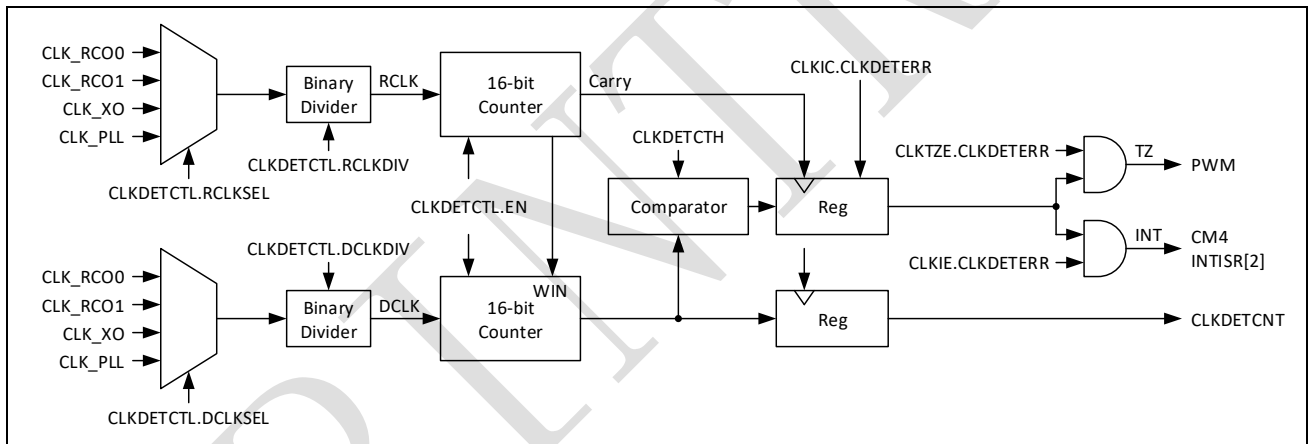 CLK_RCO0
CLK_RCO1
CLK_XO
CLK_PLL
CLKDETCTL.RCLKSEL
Binary
Divider
CLKDETCTL.RCLKDIV
RCLK
16-bit
Counter
Carry
CLKDETCTL.EN
CLKIC.CLKDETERR
CLKDETCTH
Comparator
Reg
CLKTZE.CLKDETERR
TZ
PWM
INT
CM4
INTISR[2]
CLKIE.CLKDETERR
CLK_RCO0
CLK_RCO1
CLK_XO
CLK_PLL
CLKDETCTL.DCLKSEL
CLKDETCTL.DCLKDIV
Binary
Divider
DCLK
WIN
16-bit
Counter
Reg
CLKDETCNT